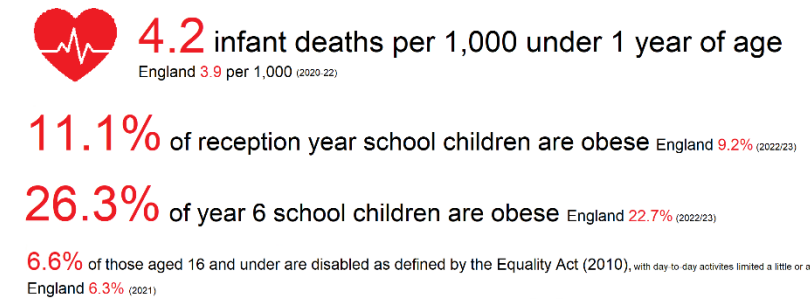 4.2 infant deaths per 1,000 under 1 year of age
England 3.9 per 1,000 (2020-22)
11.1% of reception year school children are obese England 9.2% (2022/23)
26.3% of year 6 school children are obese England 22.7% (2022/23)
6.6% of those aged 16 and under are disabled as defined by the Equality Act (2010), with day-to-day activites limited a little or a
England 6.3% (2021)